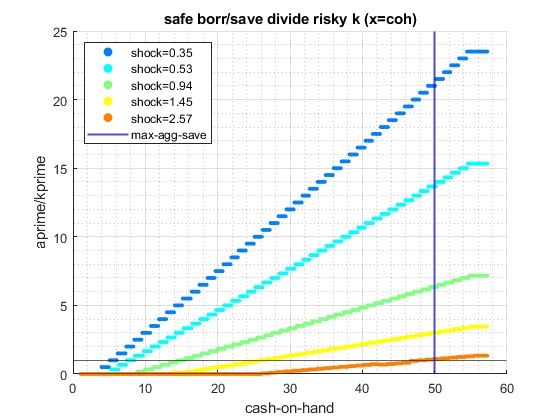 safe borr/save divide risky k (x=coh)
25
20
15
10
5
0
aprime/kprime
shock=0.35
shock=0.53
shock=0.94
shock=1.45
shock=2.57
max-agg-save
0 10 20 30 40 50 60
cash-on-hand